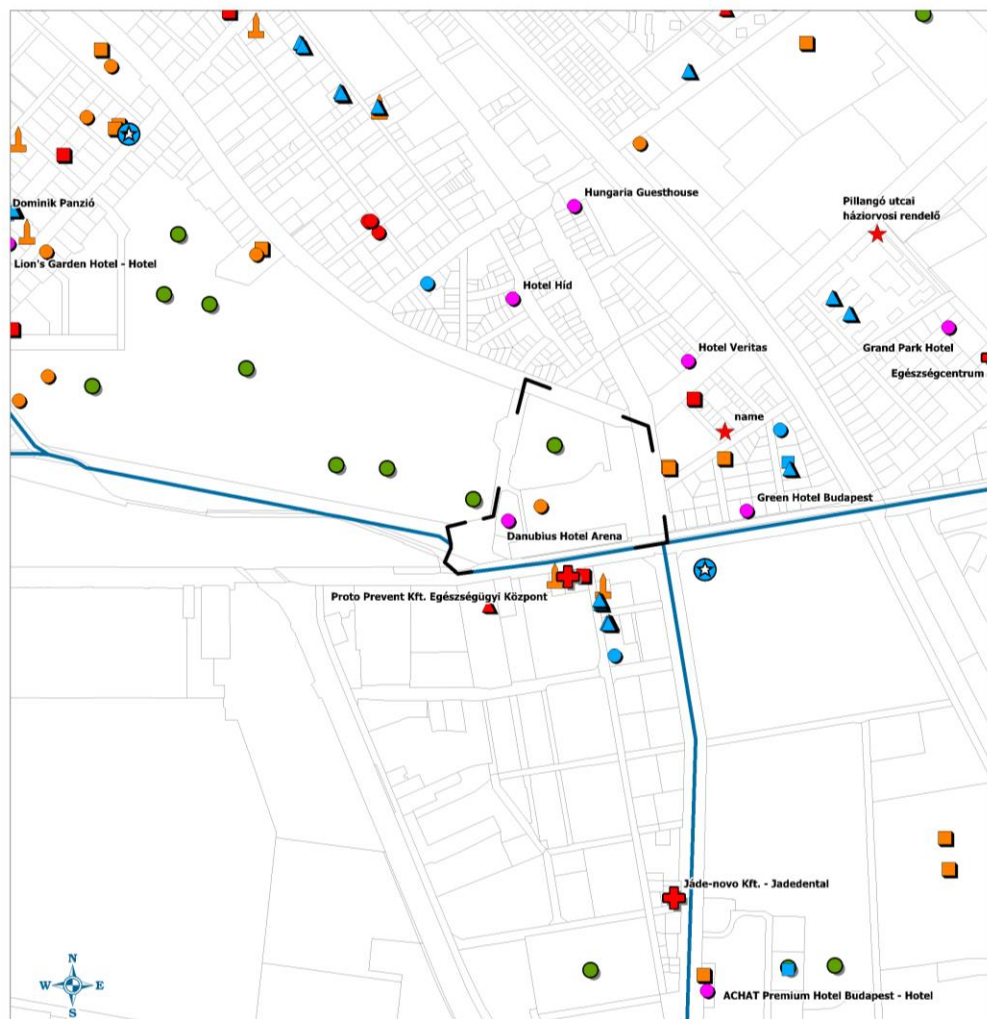 Hungaria Guesthouse
Pillangó utcai
háziorvosi rendelő
Dominik Panzió
Lion's Garden Hotel - Hotel
Hotel Híd
Hotel Veritas
Grand Park Hotel
Egészségcentrum
name
Green Hotel Budapest
Danubius Hotel Arena
Proto Prevent Kft. Egészségügyi Központ
Jáde-novo Kft. - Jadedental
N
W E
S
ACHAT Premium Hotel Budapest - Hotel